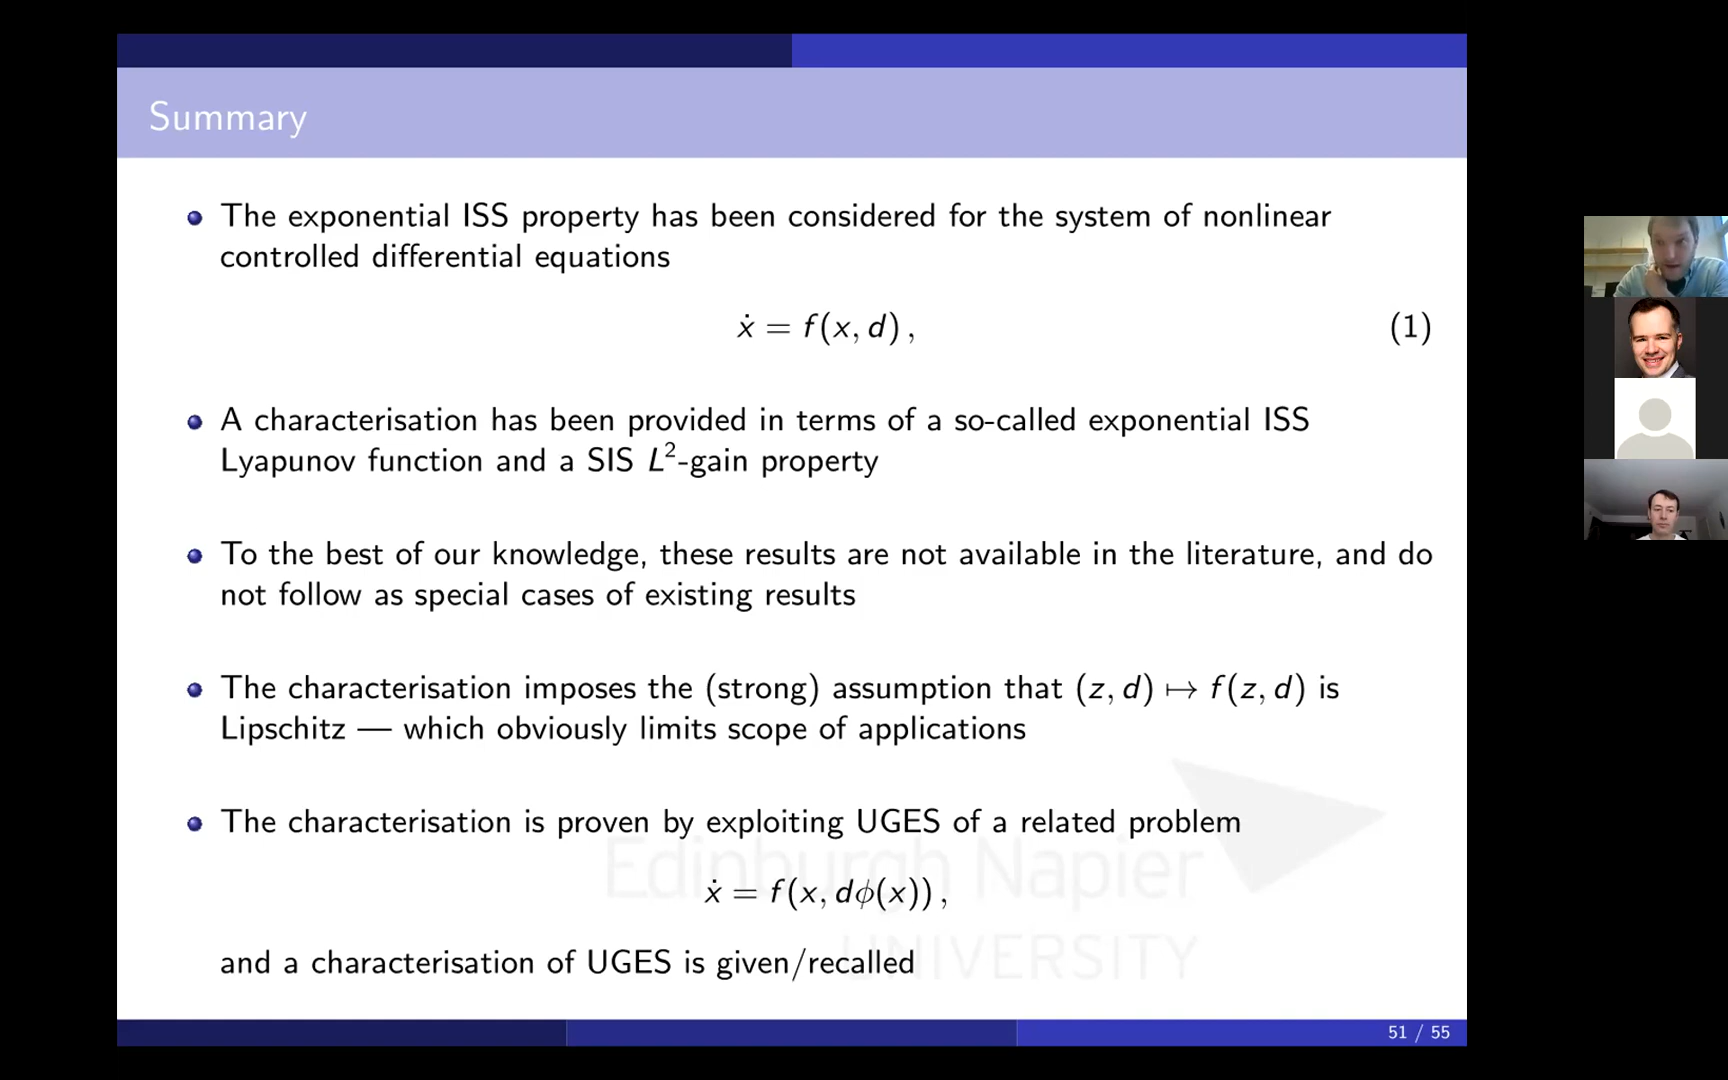 Summary
The exponential ISS property has been considered for the system of nonlinear
controlled differential equations
ẋ = f(x, d) , (1)
A characterisation has been provided in terms of a so-called exponential ISS
Lyapunov function and a SIS L²-gain property
To the best of our knowledge, these results are not available in the literature, and do
not follow as special cases of existing results
The characterisation imposes the (strong) assumption that (z, d) ↦ f(z, d) is
Lipschitz — which obviously limits scope of applications
The characterisation is proven by exploiting UGES of a related problem
Edinburgh Napier
ẋ = f(x, dϕ(x)) ,
UNIVERSITY
and a characterisation of UGES is given/recalled
51 / 55